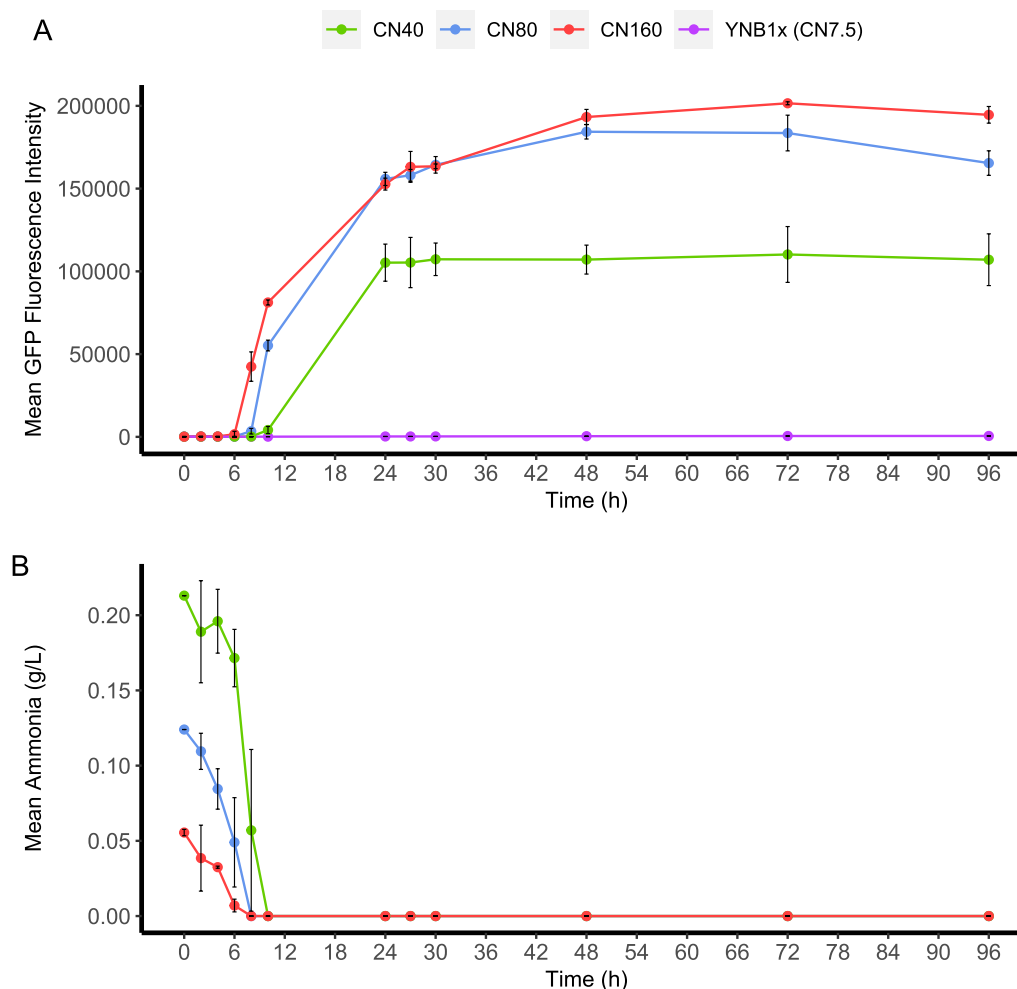 A
CN40 CN80 CN160 YNB1x (CN7.5)
Mean GFP Fluorescence Intensity
200000
150000
100000
50000
0
0 6 12 18 24 30 36 42 48 54 60 66 72 78 84 90 96
Time (h)
B
Mean Ammonia (g/L)
0.20
0.15
0.10
0.05
0.00
0 6 12 18 24 30 36 42 48 54 60 66 72 78 84 90 96
Time (h)